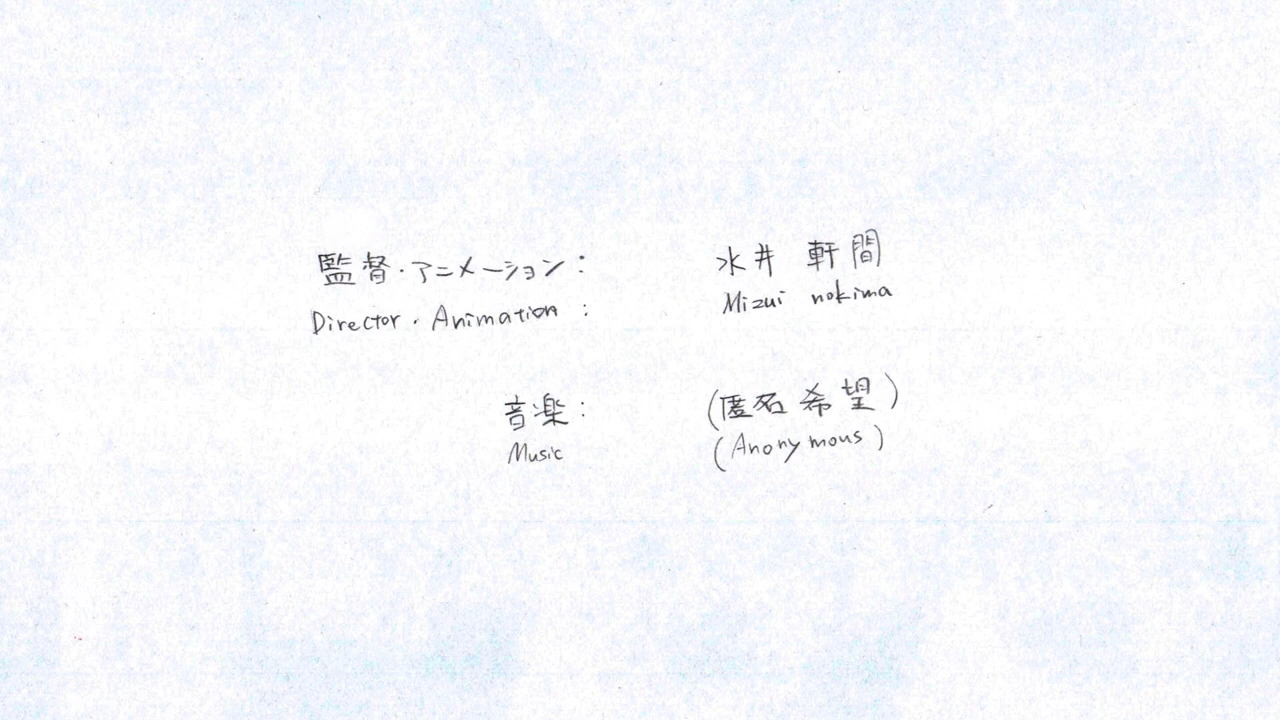 監督・アニメーション: 水井 軒間
Director・Animation : Mizui nokima
音楽: (匿名希望)
Music (Anonymous)